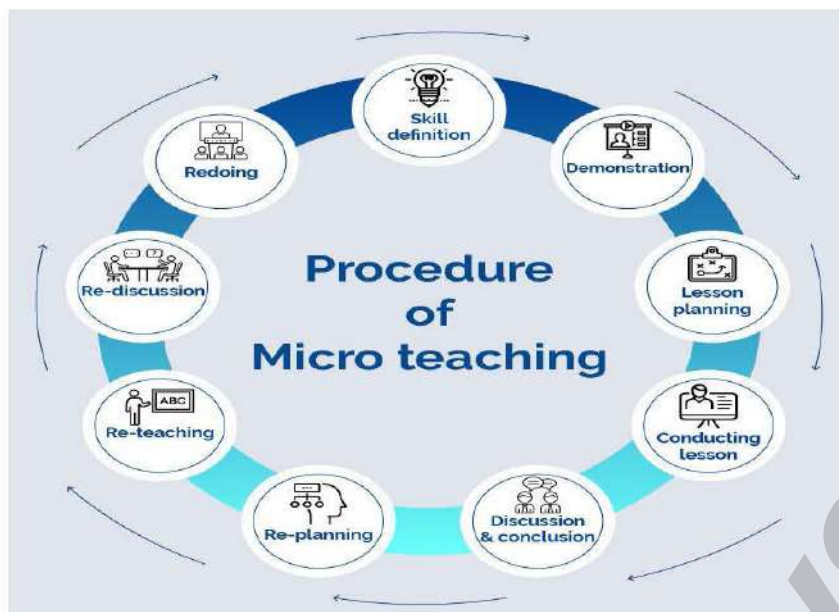 Procedure
of
Micro teaching
Skill
definition
Demonstration
Lesson
planning
Conducting
lesson
Discussion
& conclusion
Re-planning
Re-teaching
ABC
Re-discussion
Redoing